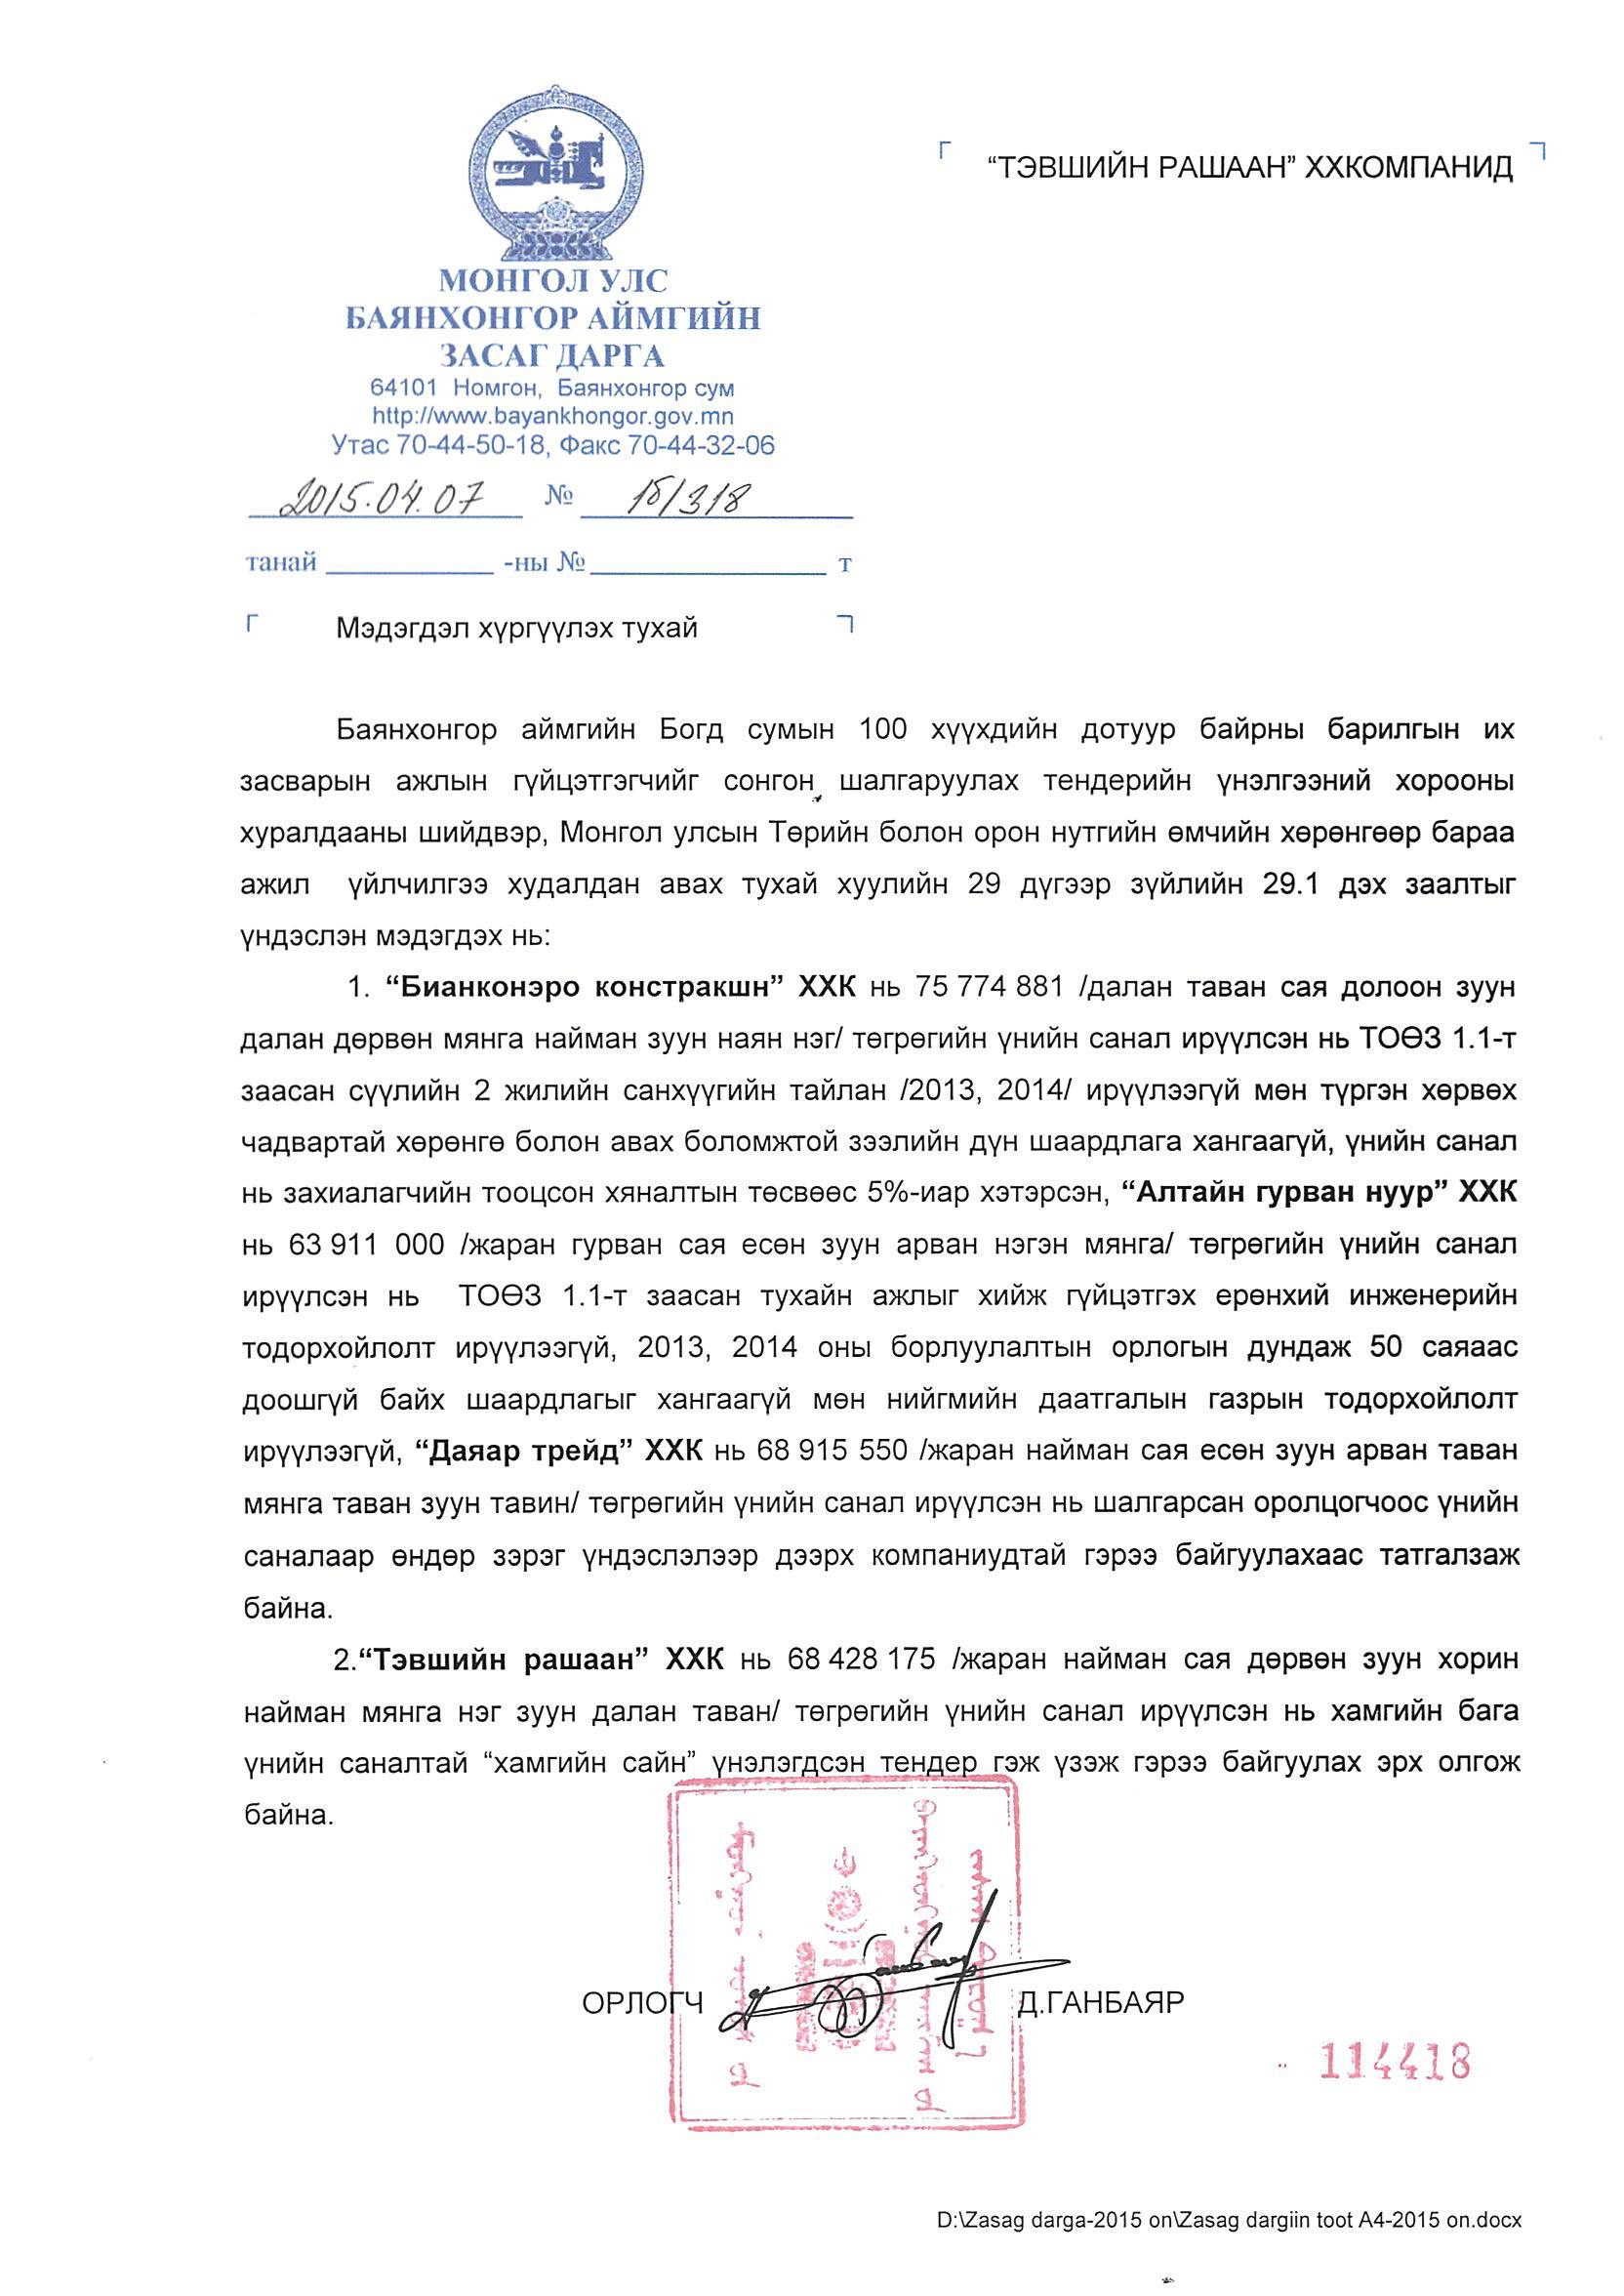 “ТЭВШИЙН РАШААН” ХХКОМПАНИД
МОНГОЛ УЛС
БАЯНХОНГОР АЙМГИЙН
ЗАСАГ ДАРГА
64101 Номгон, Баянхонгор сум
http://www.bayankhongor.gov.mn
Утас 70-44-50-18, Факс 70-44-32-06
2015.04.07 № 15/318
танай -ны № т
Мэдэгдэл хүргүүлэх тухай
Баянхонгор аймгийн Богд сумын 100 хүүхдийн дотуур байрны барилгын их
засварын ажлын гүйцэтгэгчийг сонгон шалгаруулах тендерийн үнэлгээний хорооны
хуралдааны шийдвэр, Монгол улсын Төрийн болон орон нутгийн өмчийн хөрөнгөөр бараа
ажил үйлчилгээ худалдан авах тухай хуулийн 29 дүгээр зүйлийн 29.1 дэх заалтыг
үндэслэн мэдэгдэх нь:
1. “Бианконэро констракшн” ХХК нь 75 774 881 /далан таван сая долоон зуун
далан дөрвөн мянга найман зуун наян нэг/ төгрөгийн үнийн санал ирүүлсэн нь ТОӨЗ 1.1-т
заасан сүүлийн 2 жилийн санхүүгийн тайлан /2013, 2014/ ирүүлээгүй мөн түргэн хөрвөх
чадвартай хөрөнгө болон авах боломжтой зээлийн дүн шаардлага хангаагүй, үнийн санал
нь захиалагчийн тооцсон хяналтын төсвөөс 5%-иар хэтэрсэн, “Алтайн гурван нуур” ХХК
нь 63 911 000 /жаран гурван сая есөн зуун арван нэгэн мянга/ төгрөгийн үнийн санал
ирүүлсэн нь ТОӨЗ 1.1-т заасан тухайн ажлыг хийж гүйцэтгэх ерөнхий инженерийн
тодорхойлолт ирүүлээгүй, 2013, 2014 оны борлуулалтын орлогын дундаж 50 саяаас
доошгүй байх шаардлагыг хангаагүй мөн нийгмийн даатгалын газрын тодорхойлолт
ирүүлээгүй, “Даяар трейд” ХХК нь 68 915 550 /жаран найман сая есөн зуун арван таван
мянга таван зуун тавин/ төгрөгийн үнийн санал ирүүлсэн нь шалгарсан оролцогчоос үнийн
саналаар өндөр зэрэг үндэслэлээр дээрх компаниудтай гэрээ байгуулахаас татгалзаж
байна.
2.“Тэвшийн рашаан” ХХК нь 68 428 175 /жаран найман сая дөрвөн зуун хорин
найман мянга нэг зуун далан таван/ төгрөгийн үнийн санал ирүүлсэн нь хамгийн бага
үнийн саналтай “хамгийн сайн” үнэлэгдсэн тендер гэж үзэж гэрээ байгуулах эрх олгож
байна.
ОРЛОГЧ Д.ГАНБАЯР
114418
D:\Zasag darga-2015 on\Zasag dargiin toot A4-2015 on.docx